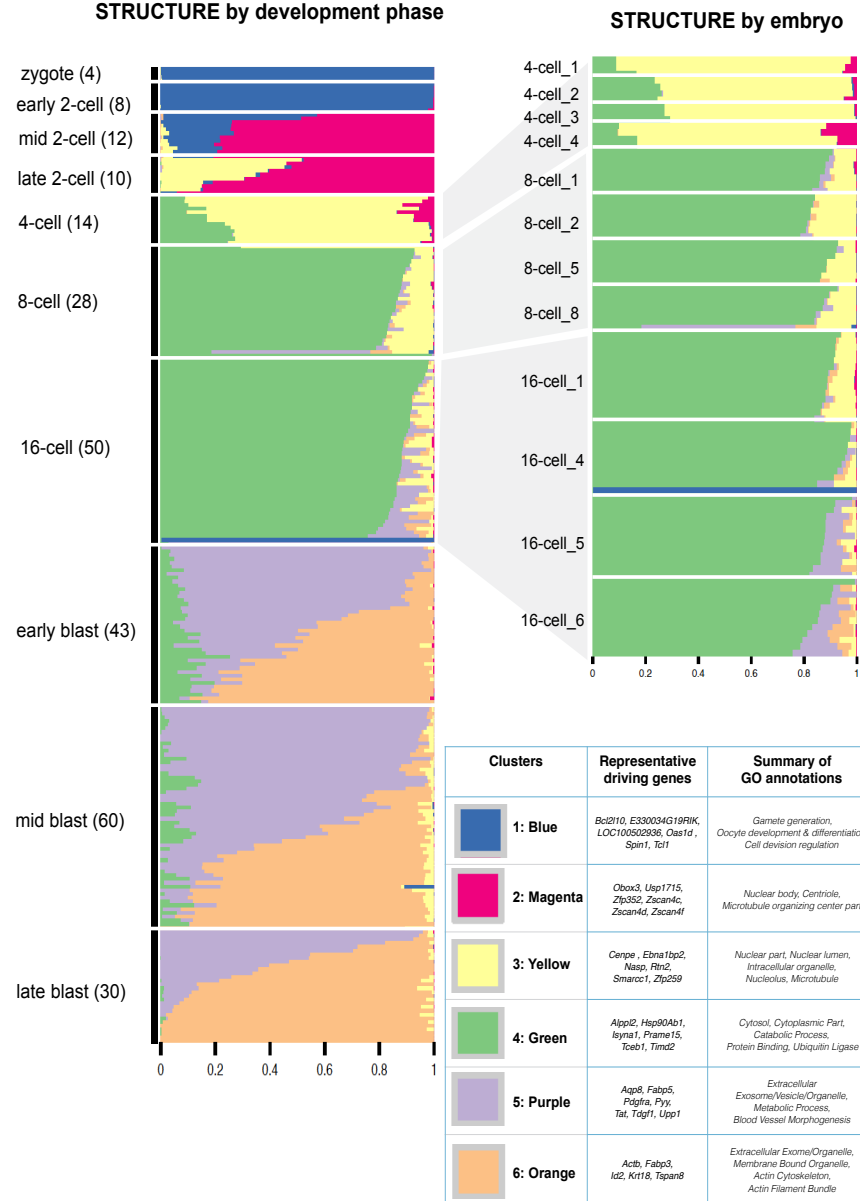 STRUCTURE by development phase
zygote (4)
early 2-cell (8)
mid 2-cell (12)
late 2-cell (10)
4-cell (14)
8-cell (28)
16-cell (50)
early blast (43)
mid blast (60)
late blast (30)
0 0.2 0.4 0.6 0.8 1
STRUCTURE by embryo
4-cell_1
4-cell_2
4-cell_3
4-cell_4
8-cell_1
8-cell_2
8-cell_5
8-cell_8
16-cell_1
16-cell_4
16-cell_5
16-cell_6
0 0.2 0.4 0.6 0.8 1
Clusters
Representative
driving genes
Summary of
GO annotations
1: Blue
Bcl2l10, E330034G19RIK,
LOC100502936, Oas1d ,
Spin1, Tcl1
Gamete generation,
Oocyte development & differentiatio
Cell devision regulation
2: Magenta
Obox3, Usp1715,
Zfp352, Zscan4c,
Zscan4d, Zscan4f
Nuclear body, Centriole,
Microtubule organizing center part
3: Yellow
Cenpe , Ebna1bp2,
Nasp, Rtn2,
Smarcc1, Zfp259
Nuclear part, Nuclear lumen,
Intracellular organelle,
Nucleolus, Microtubule
4: Green
Alppl2, Hsp90Ab1,
Isyna1, Prame15,
Tceb1, Timd2
Cytosol, Cytoplasmic Part,
Catabolic Process,
Protein Binding, Ubiquitin Ligase
5: Purple
Aqp8, Fabp5,
Pdgfra, Pyy,
Tat, Tdgf1, Upp1
Extracellular
Exosome/Vesicle/Organelle,
Metabolic Process,
Blood Vessel Morphogenesis
6: Orange
Actb, Fabp3,
Id2, Krt18, Tspan8
Extracellular Exome/Organelle,
Membrane Bound Organelle,
Actin Cytoskeleton,
Actin Filament Bundle